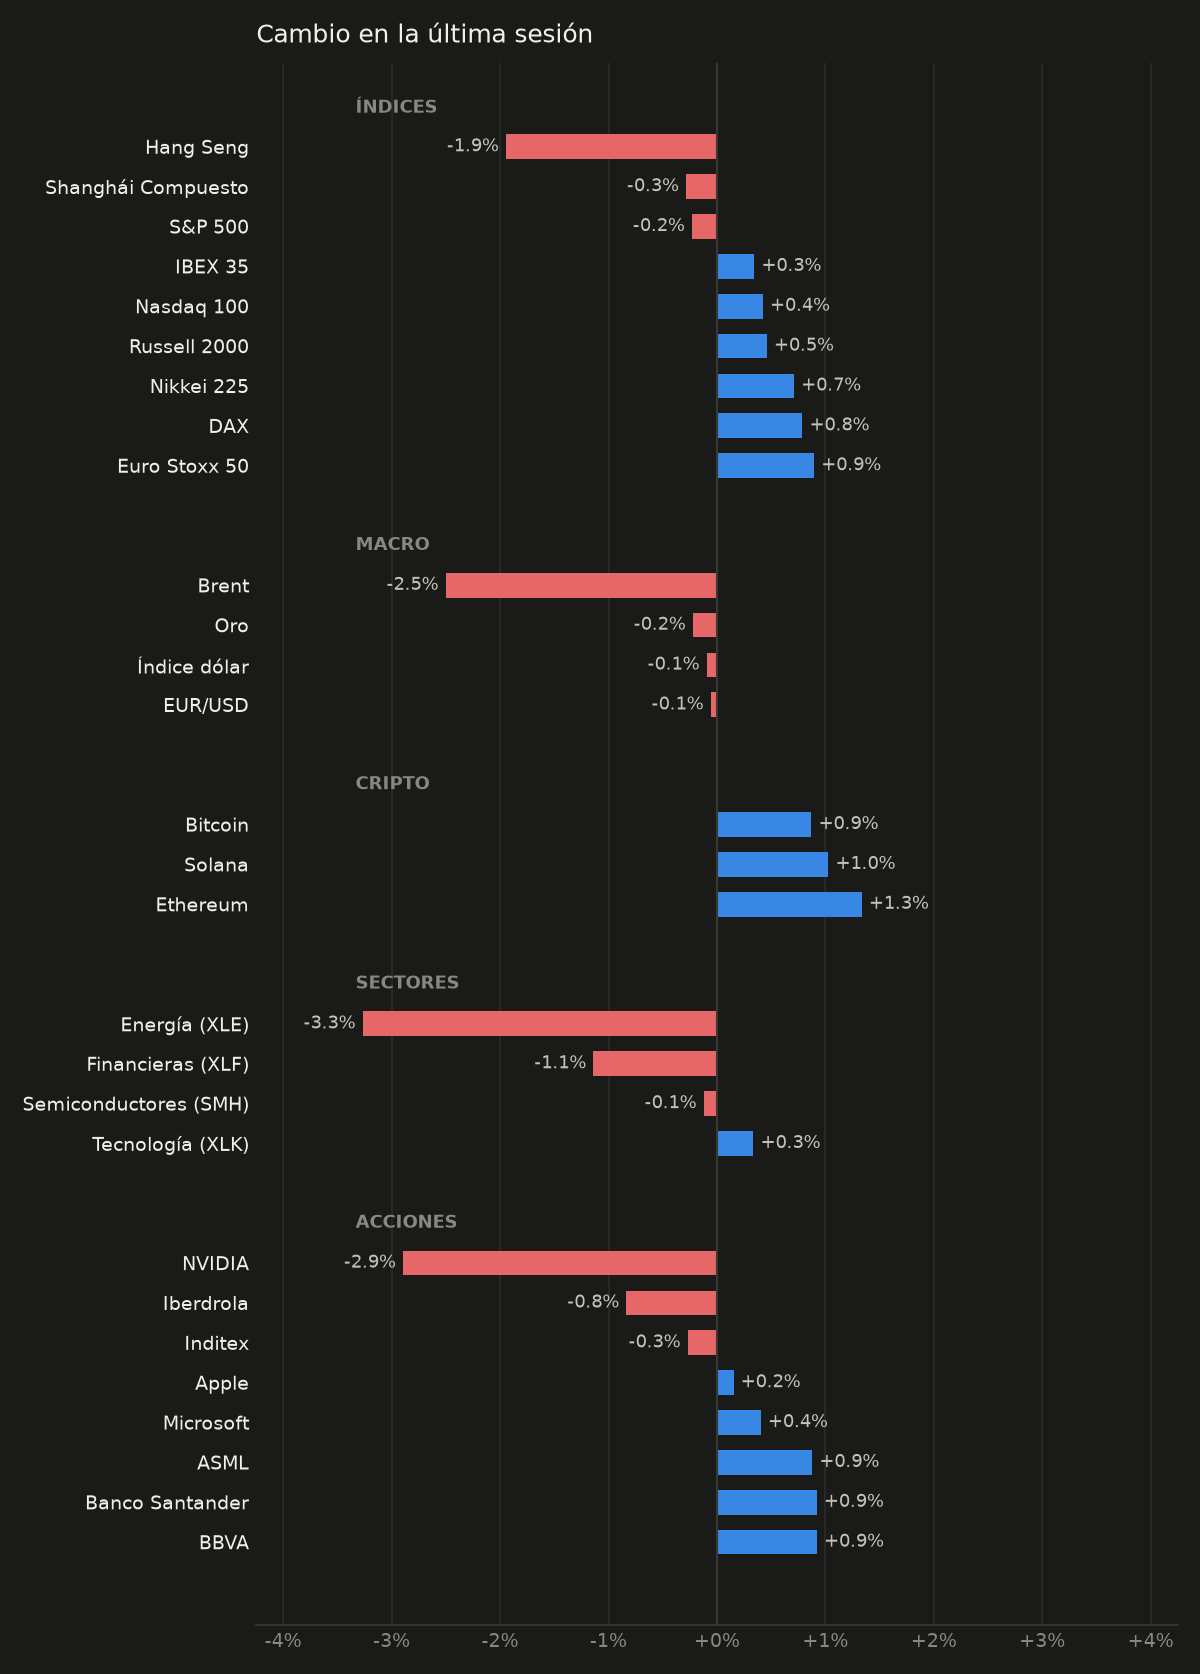 Cambio en la última sesión
ÍNDICES
Hang Seng -1.9%
Shanghái Compuesto -0.3%
S&P 500 -0.2%
IBEX 35 +0.3%
Nasdaq 100 +0.4%
Russell 2000 +0.5%
Nikkei 225 +0.7%
DAX +0.8%
Euro Stoxx 50 +0.9%
MACRO
Brent -2.5%
Oro -0.2%
Índice dólar -0.1%
EUR/USD -0.1%
CRIPTO
Bitcoin +0.9%
Solana +1.0%
Ethereum +1.3%
SECTORES
Energía (XLE) -3.3%
Financieras (XLF) -1.1%
Semiconductores (SMH) -0.1%
Tecnología (XLK) +0.3%
ACCIONES
NVIDIA -2.9%
Iberdrola -0.8%
Inditex -0.3%
Apple +0.2%
Microsoft +0.4%
ASML +0.9%
Banco Santander +0.9%
BBVA +0.9%
-4% -3% -2% -1% +0% +1% +2% +3% +4%